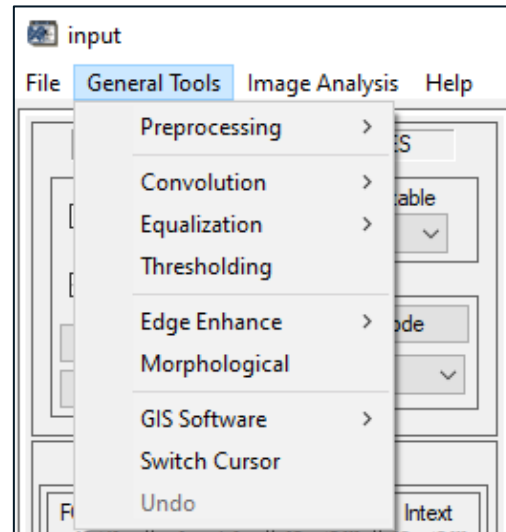 input
File General Tools Image Analysis Help
Preprocessing
ES
Convolution
Equalization
Thresholding
Edge Enhance
Morphological
GIS Software
Switch Cursor
Undo
Intext